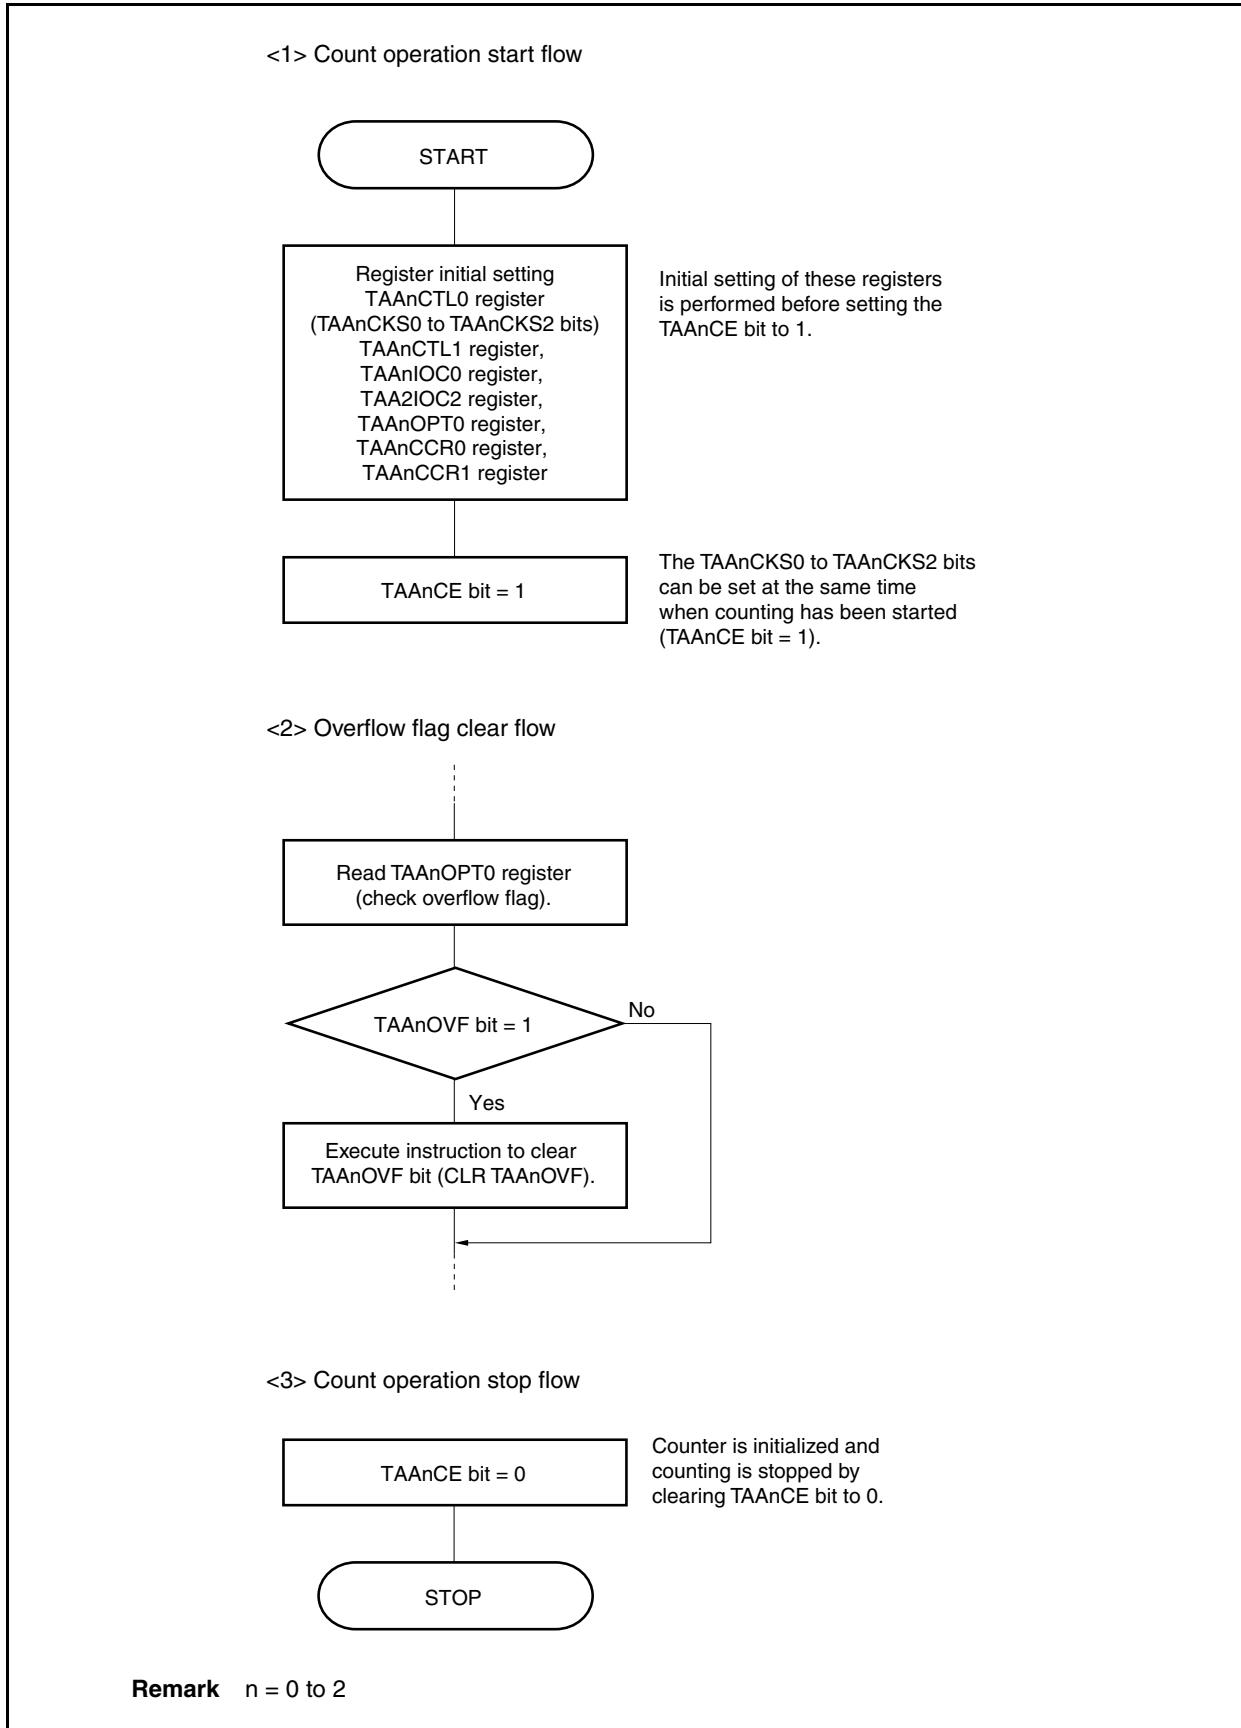 <1> Count operation start flow
START
Register initial setting
TAAnCTL0 register
(TAAnCKS0 to TAAnCKS2 bits)
TAAnCTL1 register,
TAAnIOC0 register,
TAA2IOC2 register,
TAAnOPT0 register,
TAAnCCR0 register,
TAAnCCR1 register
Initial setting of these registers
is performed before setting the
TAAnCE bit to 1.
TAAnCE bit = 1
The TAAnCKS0 to TAAnCKS2 bits
can be set at the same time
when counting has been started
(TAAnCE bit = 1).
<2> Overflow flag clear flow
Read TAAnOPT0 register
(check overflow flag).
TAAnOVF bit = 1
No
Yes
Execute instruction to clear
TAAnOVF bit (CLR TAAnOVF).
<3> Count operation stop flow
TAAnCE bit = 0
Counter is initialized and
counting is stopped by
clearing TAAnCE bit to 0.
STOP
Remark n = 0 to 2